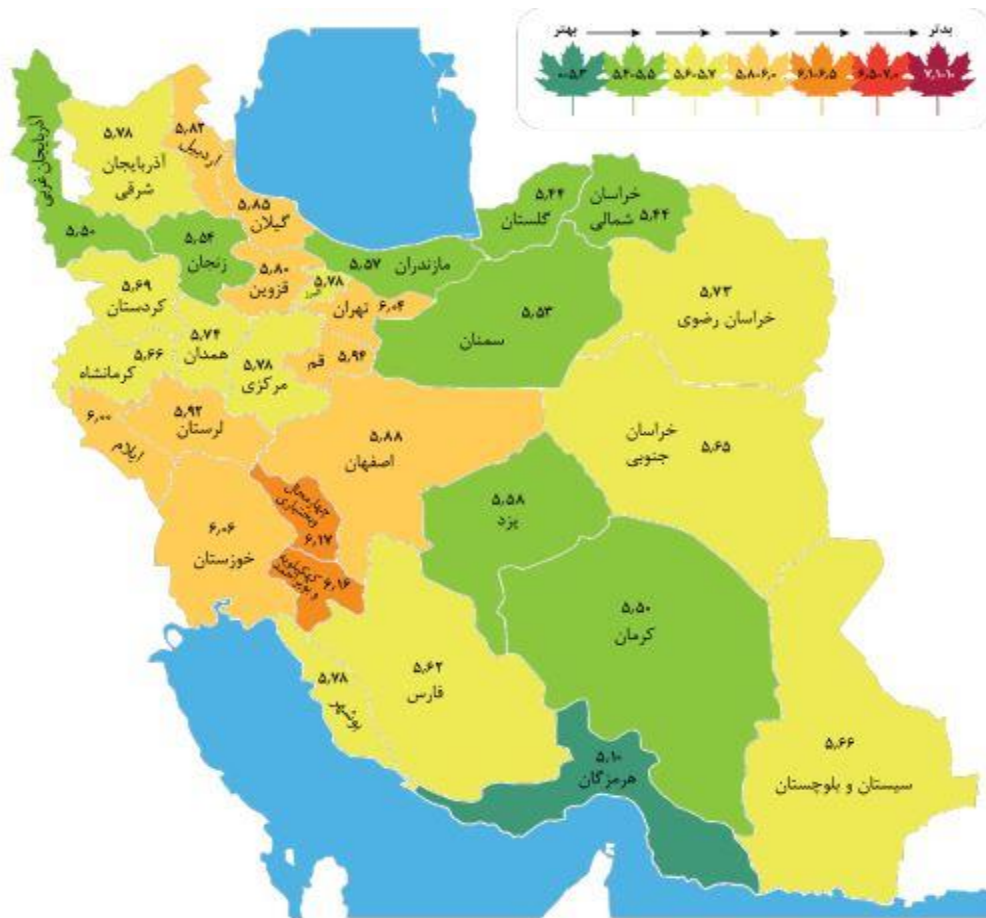 بهتر
بدتر
۰-۵,۳
۵,۴-۵,۵
۵,۶-۵,۷
۵,۸-۶,۰
۶,۱-۶,۵
۶,۵-۷,۰
۷,۱-۱۰
آذربایجان غربی
۵٫۵۰
۵٫۷۸
آذربایجان
شرقی
۵٫۸۲
اردبیل
۵٫۸۵
گیلان
۵٫۵۴
زنجان
۵٫۸۰
قزوین
۵٫۷۸
البرز
مازندران
۵٫۵۷
۵٫۴۴
گلستان
خراسان
شمالی
۵٫۴۴
۵٫۷۳
خراسان رضوی
۵٫۵۳
سمنان
۶٫۰۴
تهران
۵٫۹۴
قم
۵٫۶۹
کردستان
۵٫۷۴
همدان
۵٫۷۸
مرکزی
۵٫۶۶
کرمانشاه
۶٫۰۰
ایلام
۵٫۹۲
لرستان
۵٫۸۸
اصفهان
خراسان
جنوبی
۵٫۶۵
۵٫۵۸
یزد
چهارمحال
وبختیاری
۶٫۱۷
۶٫۰۶
خوزستان
کهگیلویه
و بویراحمد
۶٫۱۶
۵٫۵۰
کرمان
۵٫۶۲
فارس
۵٫۷۸
بوشهر
۵٫۱۰
هرمزگان
۵٫۶۶
سیستان و بلوچستان